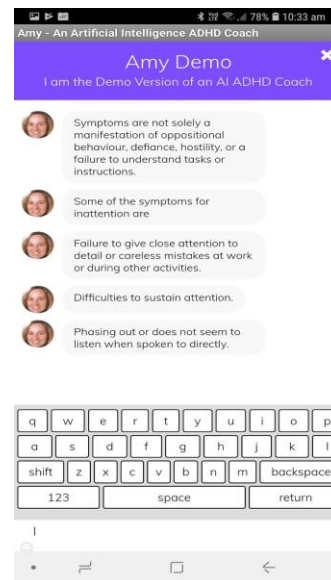 78% 10:33 am
Amy - An Artificial Intelligence ADHD Coach
Amy Demo
I am the Demo Version of an AI ADHD Coach
Symptoms are not solely a
manifestation of oppositional
behaviour, defiance, hostility, or a
failure to understand tasks or
instructions.
Some of the symptoms for
inattention are
Failure to give close attention to
detail or careless mistakes at work
or during other activities.
Difficulties to sustain attention.
Phasing out or does not seem to
listen when spoken to directly.
q w e r t y u i o p
a s d f g h j k l
shift z x c v b n m backspace
123 space return